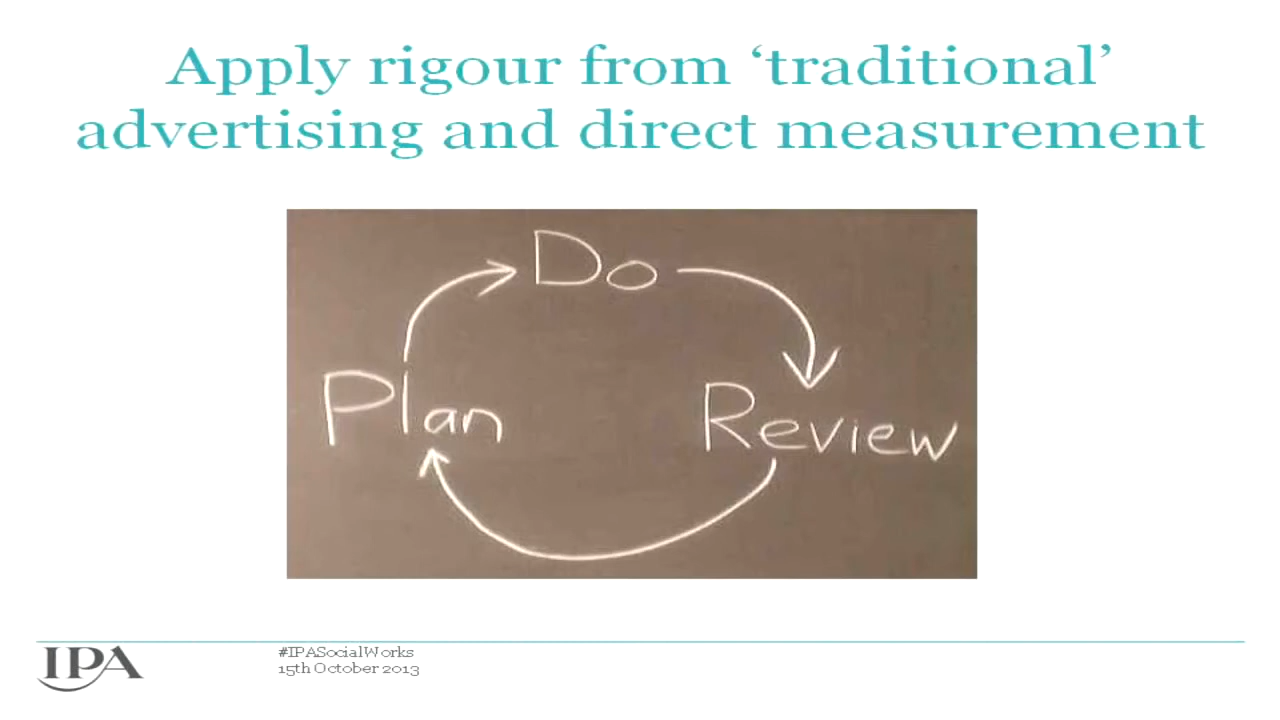 Apply rigour from ‘traditional’
advertising and direct measurement
Do
Plan
Review
IPA
#IPASocialWorks
15th October 2013